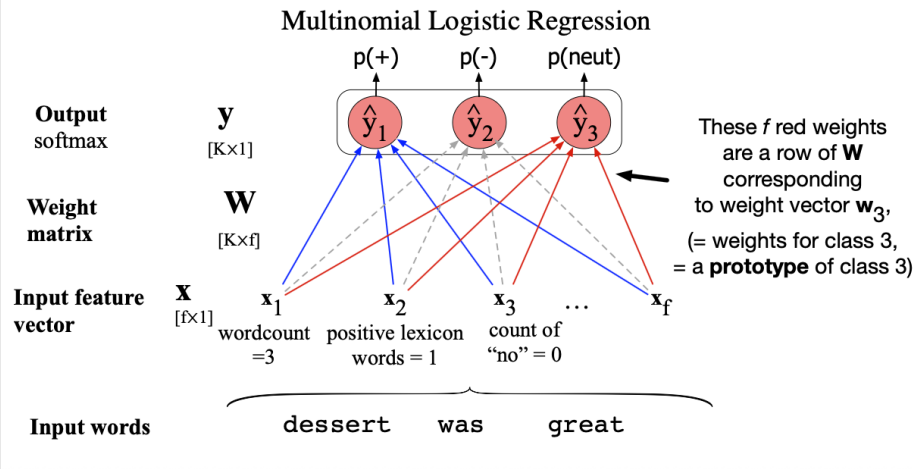 Multinomial Logistic Regression
p(+) p(-) p(neut)
Output
softmax
y
[K×1]
ŷ1 ŷ2 ŷ3
These f red weights
are a row of W
corresponding
to weight vector w3,
(= weights for class 3,
= a prototype of class 3)
Weight
matrix
W
[K×f]
Input feature
vector
x
[f×1]
x1 x2 x3 … xf
wordcount
=3
positive lexicon
words = 1
count of
“no” = 0
Input words
dessert was great